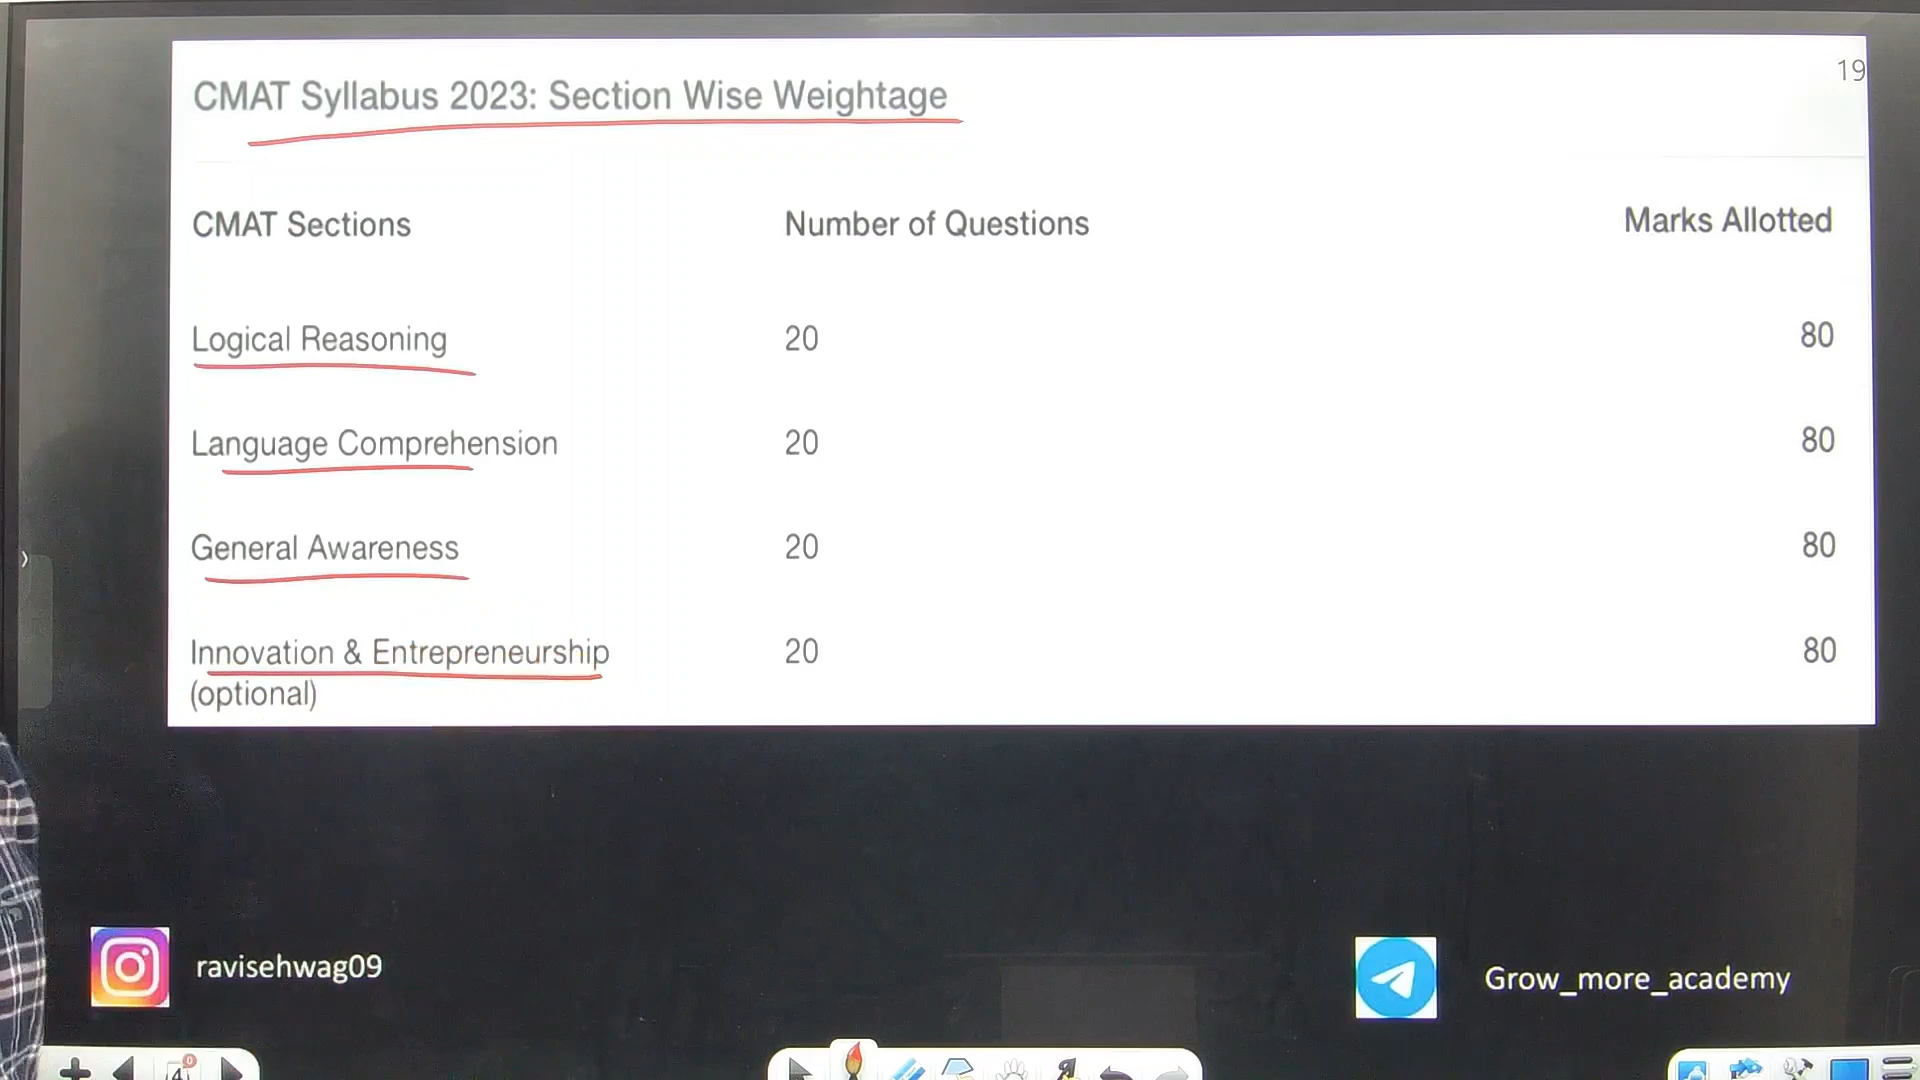 19
CMAT Syllabus 2023: Section Wise Weightage
CMAT Sections Number of Questions Marks Allotted
Logical Reasoning 20 80
Language Comprehension 20 80
General Awareness 20 80
Innovation & Entrepreneurship 20 80
(optional)
ravisehwag09
Grow_more_academy